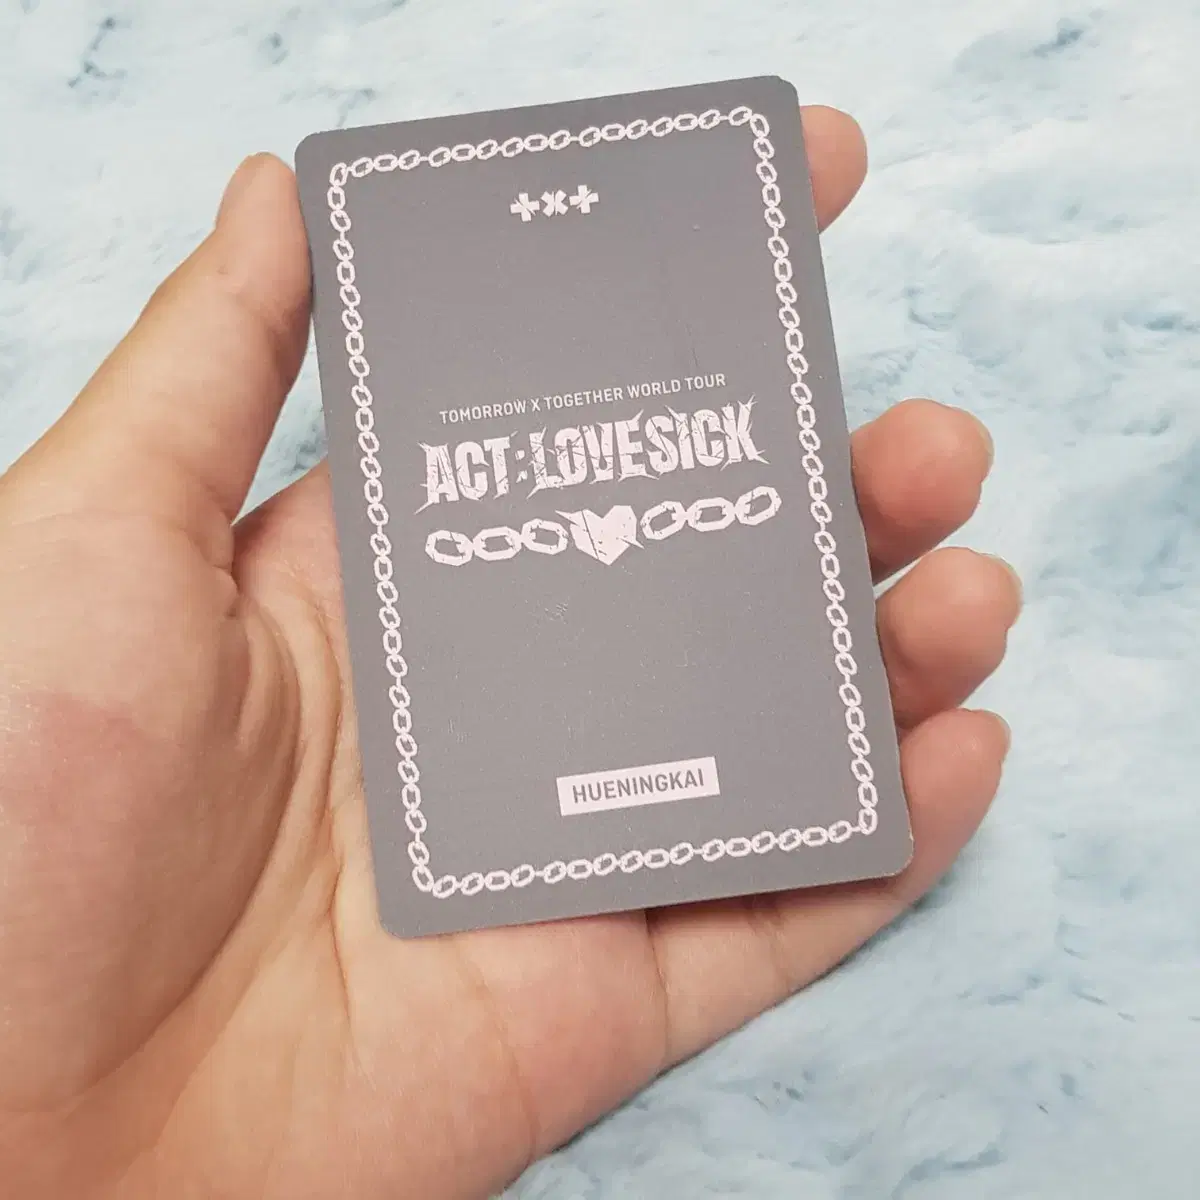 +x+
TOMORROW X TOGETHER WORLD TOUR
ACT:LOVESICK
HUENINGKAI